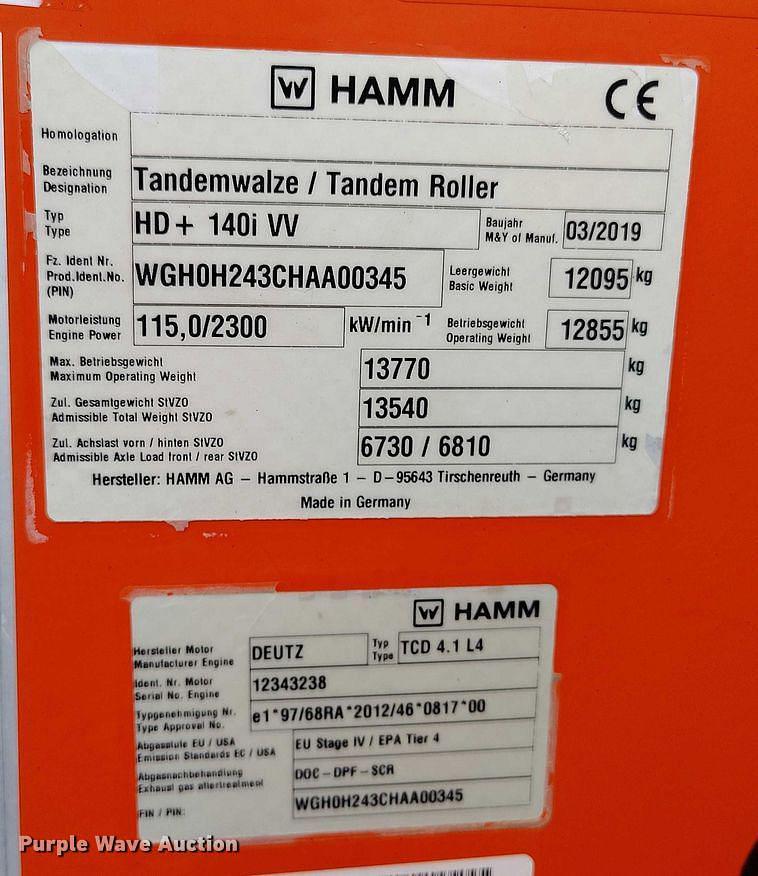 HAMM
CE
Homologation
Bezeichnung
Designation
Tandemwalze / Tandem Roller
Typ
Type
HD+ 140i VV
Baujahr
M&Y of Manuf.
03/2019
Fz. Ident Nr.
Prod.Ident.No.
(PIN)
WGH0H243CHAA00345
Leergewicht
Basic Weight
12095 kg
Motorleistung
Engine Power
115,0/2300 kW/min -1
Betriebsgewicht
Operating Weight
12855 kg
Max. Betriebsgewicht
Maximum Operating Weight
13770 kg
Zul. Gesamtgewicht StVZO
Admissible Total Weight StVZO
13540 kg
Zul. Achslast vorn / hinten StVZO
Admissible Axle Load front / rear StVZO
6730 / 6810 kg
Hersteller: HAMM AG – Hammstraße 1 – D-95643 Tirschenreuth – Germany
Made in Germany
HAMM
Hersteller Motor
Manufacturer Engine
DEUTZ
Typ
Type
TCD 4.1 L4
Ident. Nr. Motor
Serial No. Engine
12343238
Typgenehmigung Nr.
Type Approval No.
e1*97/68RA*2012/46*0817*00
Abgasstufe EU / USA
Emission Standards EC / USA
EU Stage IV / EPA Tier 4
Abgasnachbehandlung
Exhaust gas aftertreatment
DOC-DPF-SCR
FIN / PIN:
WGH0H243CHAA00345
Purple Wave Auction